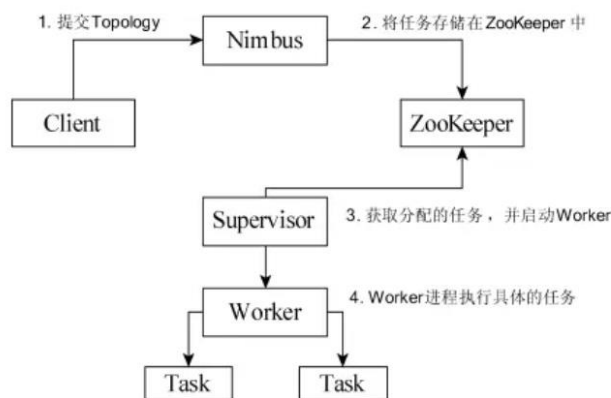 1. 提交Topology
Nimbus
2. 将任务存储在ZooKeeper 中
Client
ZooKeeper
Supervisor
3. 获取分配的任务，并启动Worker
Worker
4. Worker进程执行具体的任务
Task
Task